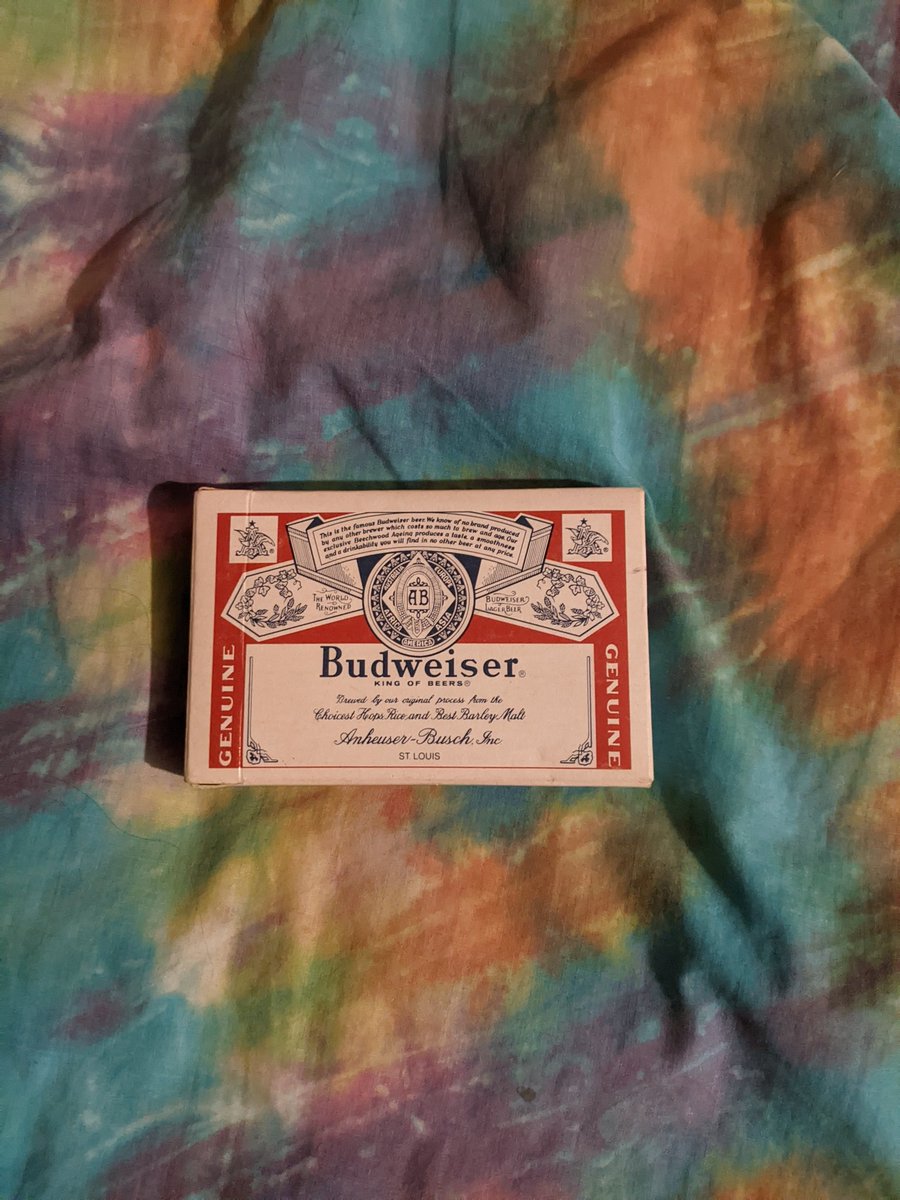 This is the famous Budweiser beer. We know of no brand produced
by any other brewer which costs so much to brew and age. Our
exclusive Beechwood Ageing produces a taste, a smoothness
and a drinkability you will find in no other beer at any price.
THE WORLD
RENOWNED
BUDWEISER
LAGER BEER
EUROPE
AB
ASIA
AMERICA
Budweiser®
KING OF BEERS®
Brewed by our original process from the
Choicest Hops, Rice and Best Barley Malt
Anheuser-Busch, Inc.
ST. LOUIS
GENUINE
GENUINE